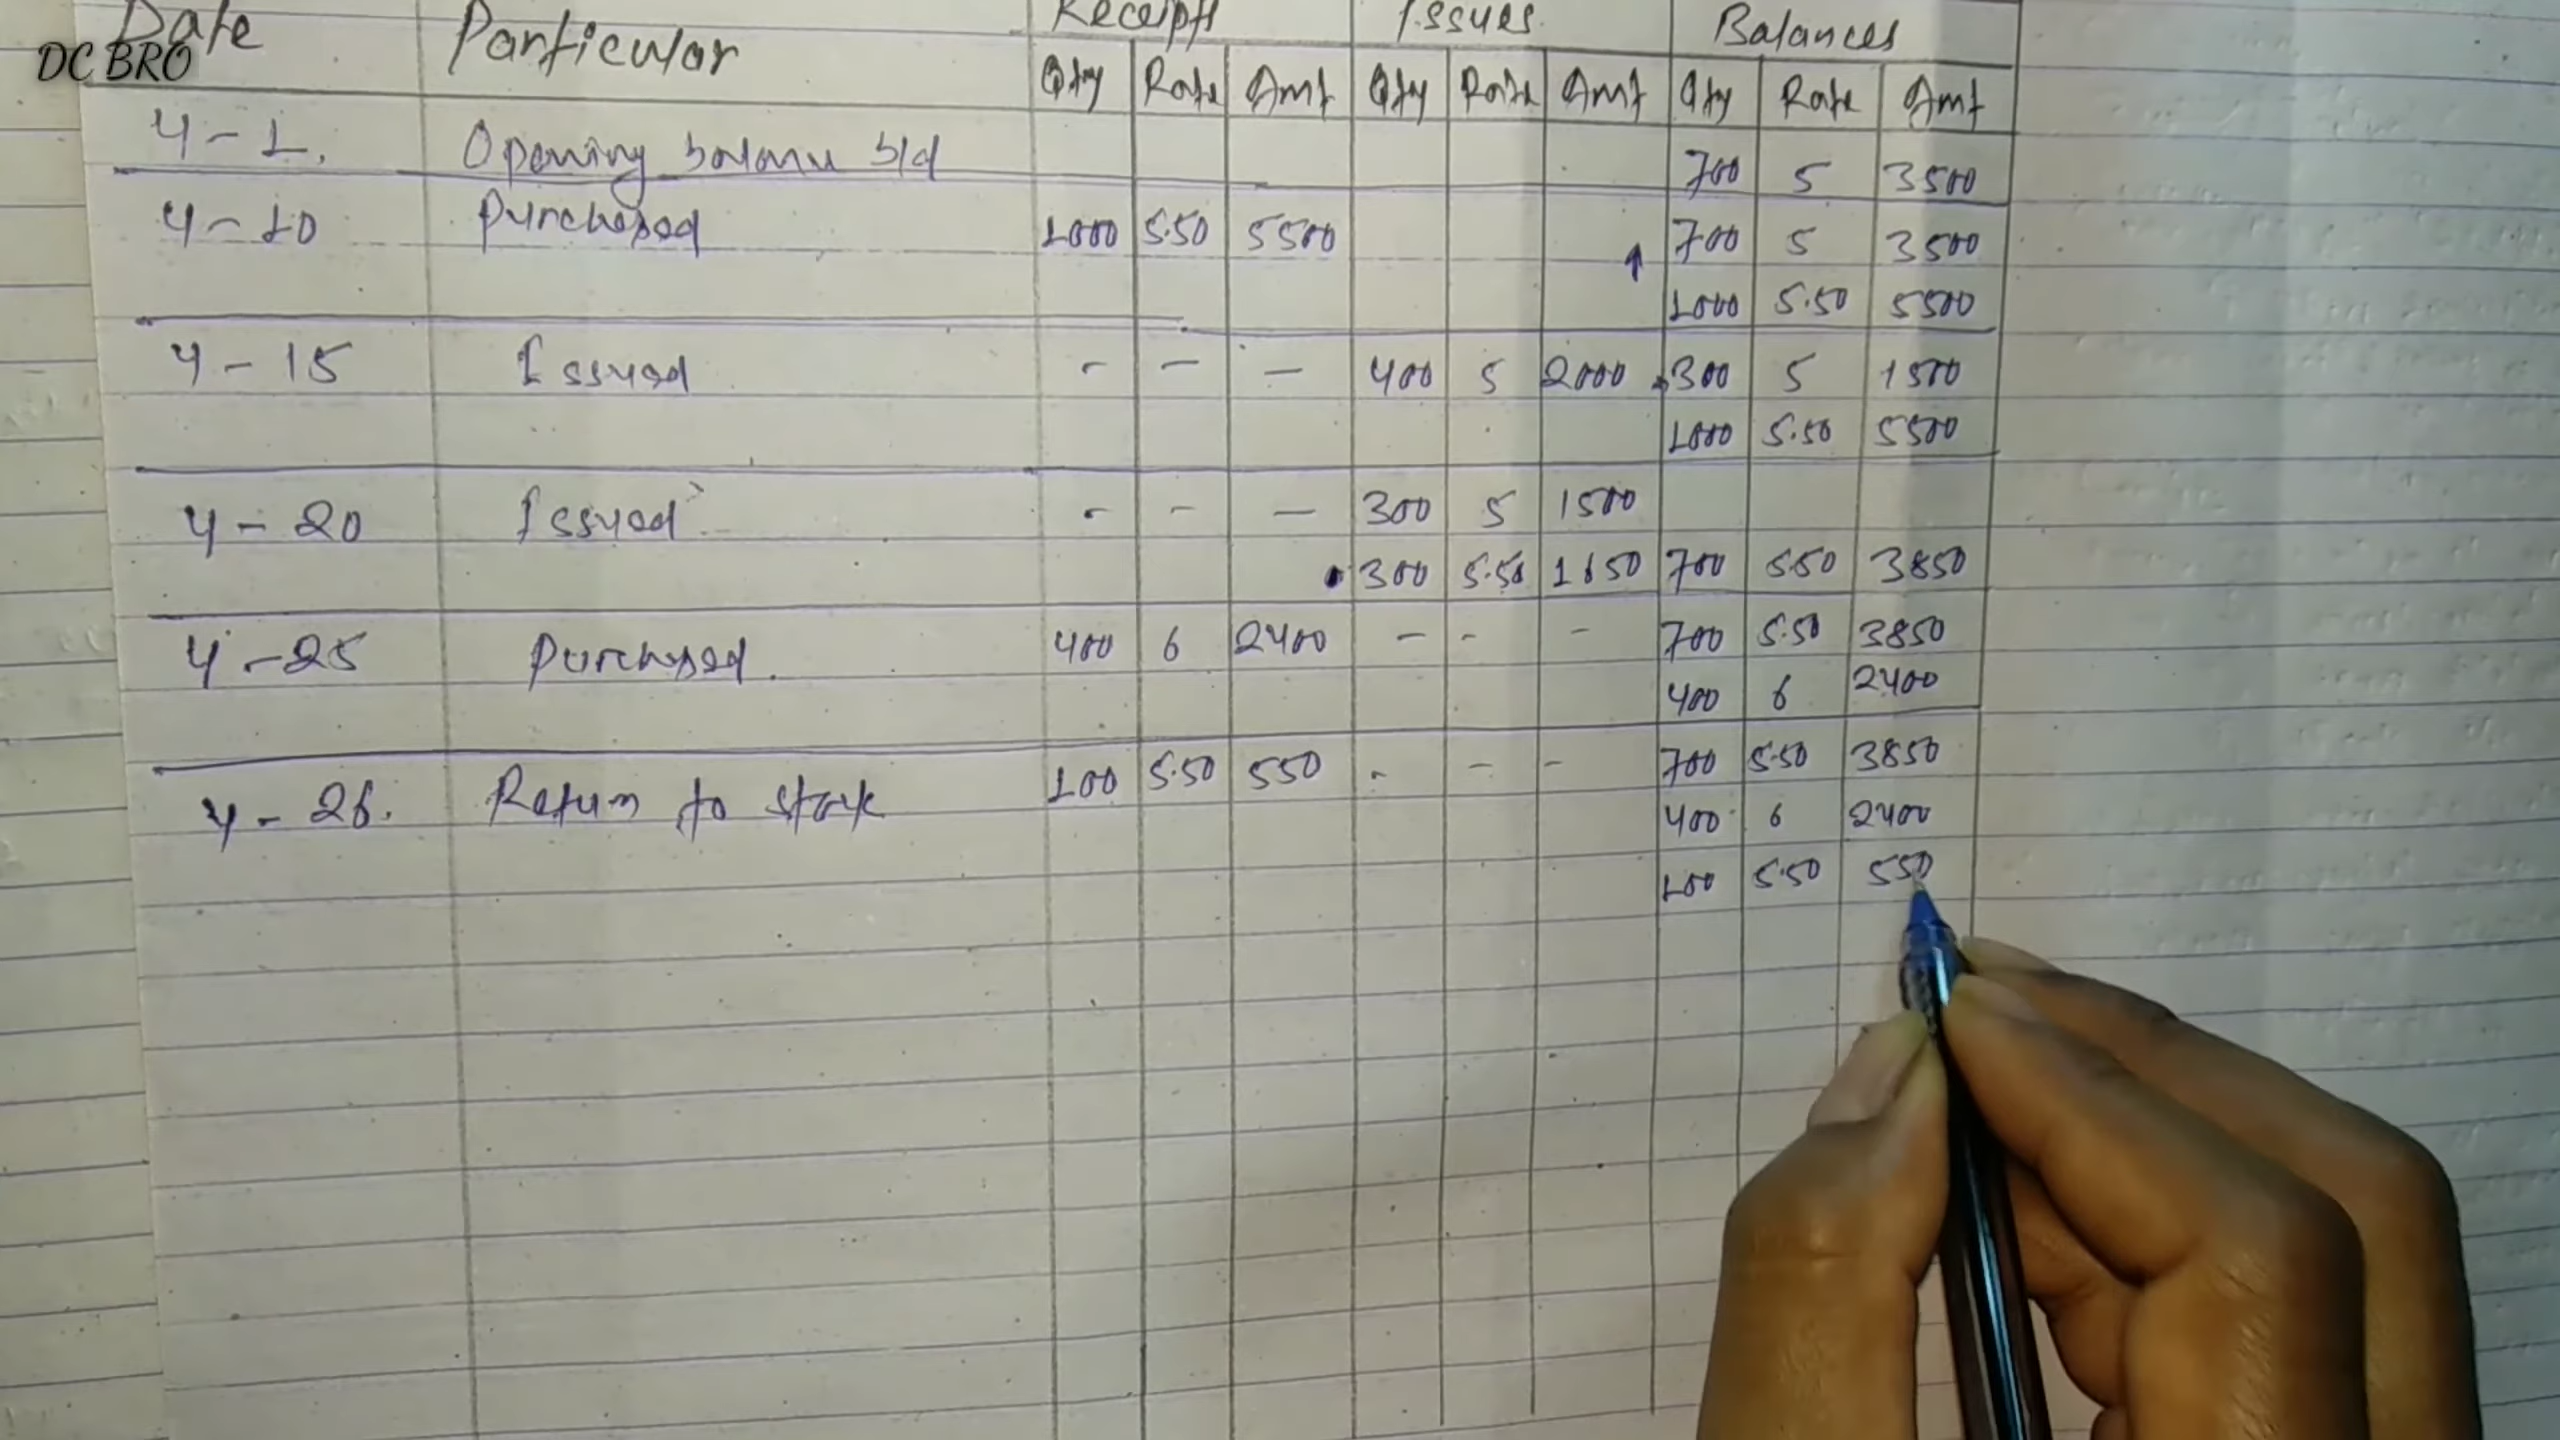 DC BRO
Date Particular Receipts Issues Balances
Qty Rate Amt Qty Rate Amt Qty Rate Amt
4-1. Opening balance b/d 700 5 3500
4-10 Purchased 1000 5.50 5500 700 5 3500
1000 5.50 5500
4-15 Issued - - - 400 5 2000 300 5 1500
1000 5.50 5500
4-20 Issued - - - 300 5 1500
300 5.50 1650 700 5.50 3850
4-25 Purchased. 400 6 2400 - - - 700 5.50 3850
400 6 2400
4-26. Return to stock 100 5.50 550 - - - 700 5.50 3850
400 6 2400
100 5.50 550